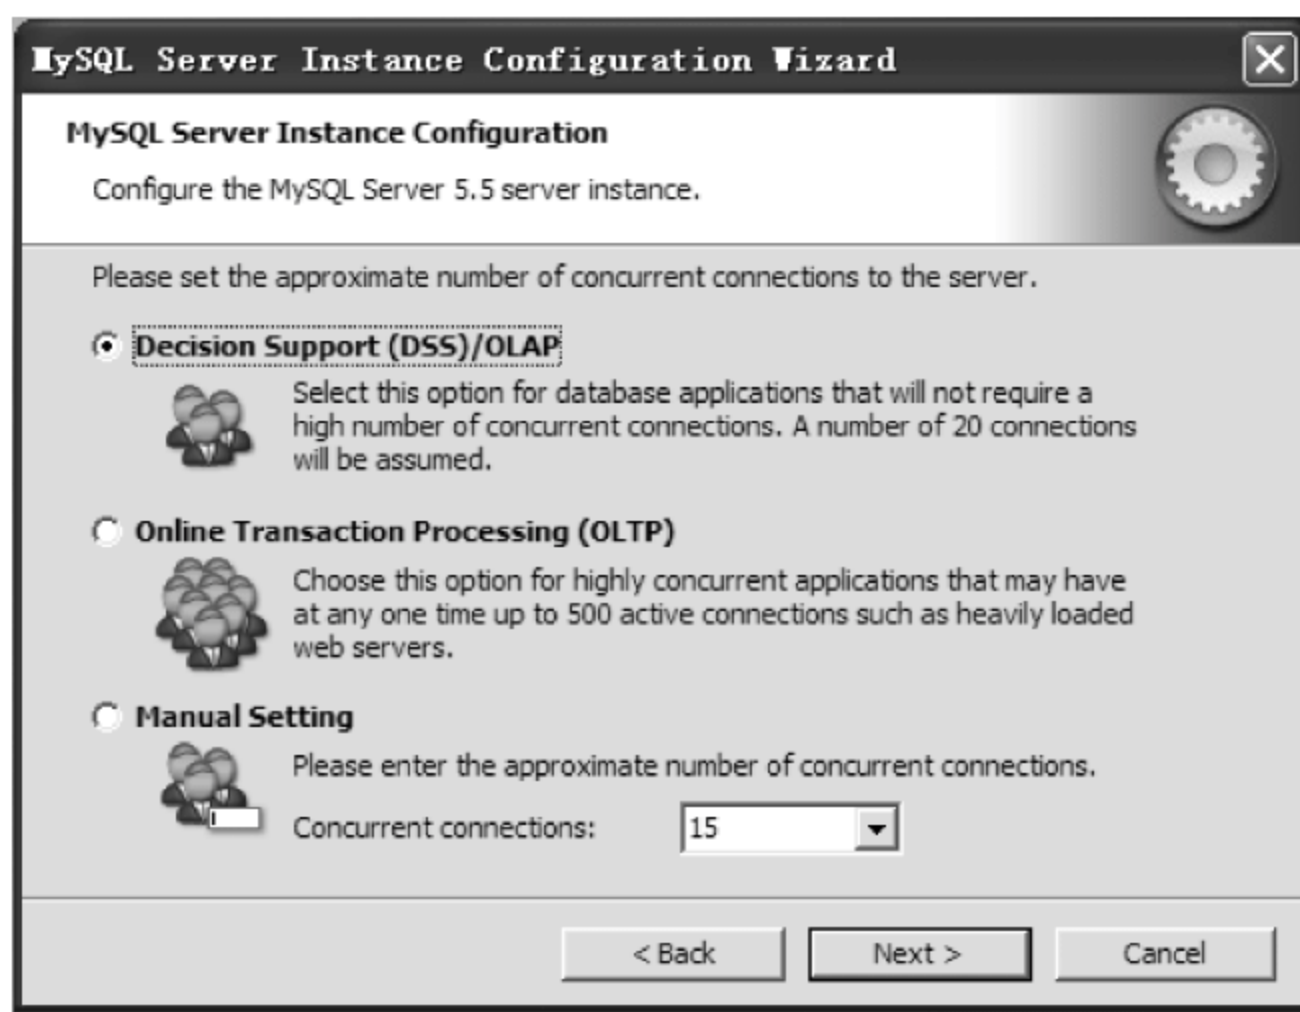 MySQL Server Instance Configuration Wizard
MySQL Server Instance Configuration
Configure the MySQL Server 5.5 server instance.
Please set the approximate number of concurrent connections to the server.
Decision Support (DSS)/OLAP
Select this option for database applications that will not require a
high number of concurrent connections. A number of 20 connections
will be assumed.
Online Transaction Processing (OLTP)
Choose this option for highly concurrent applications that may have
at any one time up to 500 active connections such as heavily loaded
web servers.
Manual Setting
Please enter the approximate number of concurrent connections.
Concurrent connections: 15
< Back Next > Cancel